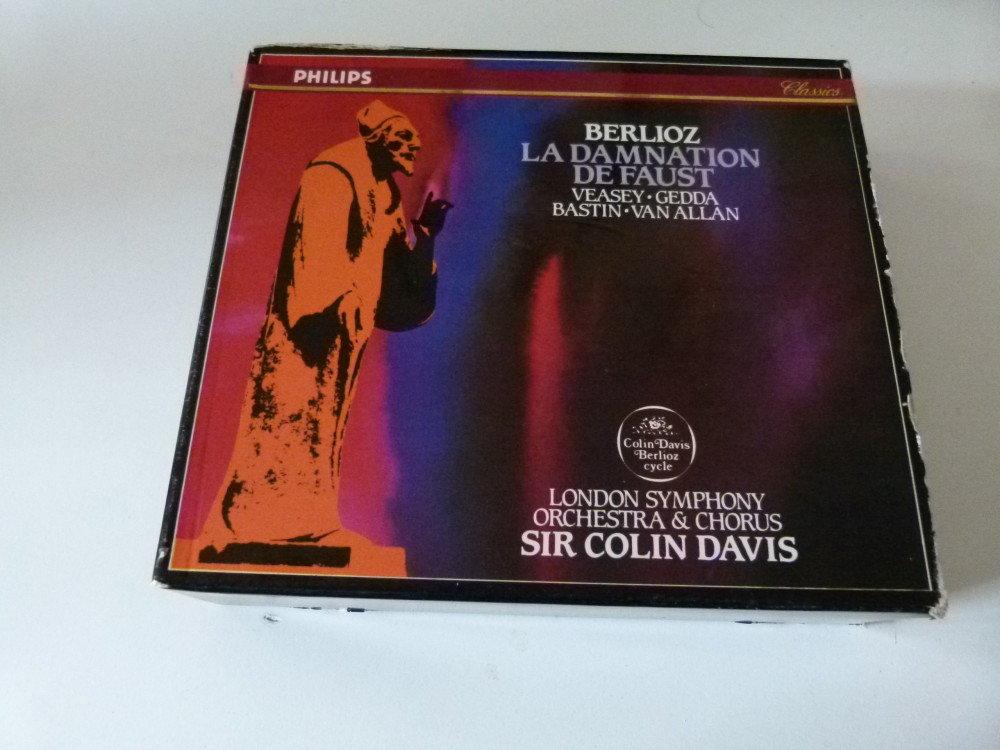 PHILIPS
Classics
BERLIOZ
LA DAMNATION
DE FAUST
VEASEY · GEDDA
BASTIN · VAN ALLAN
Colin Davis
Berlioz
cycle
LONDON SYMPHONY
ORCHESTRA & CHORUS
SIR COLIN DAVIS